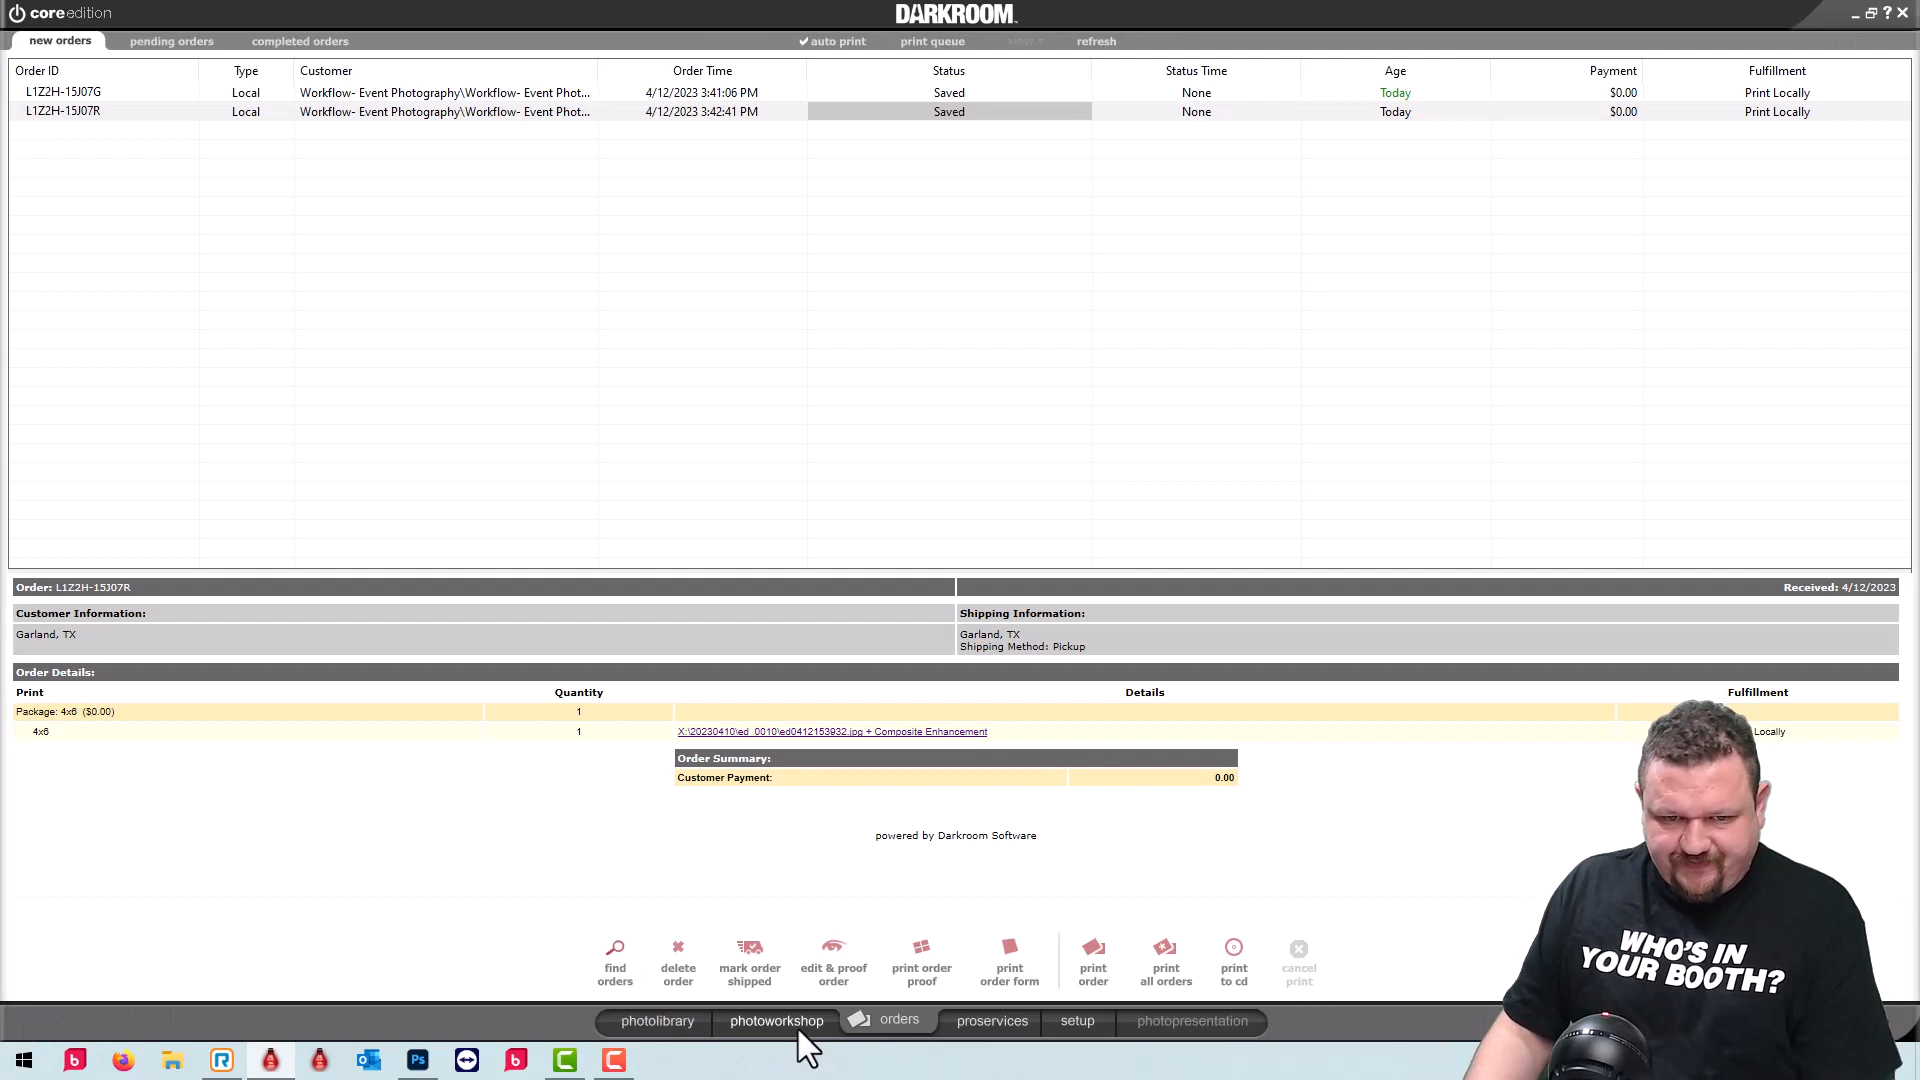 coreedition
DARKROOM
new orders pending orders completed orders auto print print queue view refresh
Order ID Type Customer Order Time Status Status Time Age Payment Fulfillment
L1Z2H-15J07G Local Workflow- Event Photography\Workflow- Event Phot... 4/12/2023 3:41:06 PM Saved None Today $0.00 Print Locally
L1Z2H-15J07R Local Workflow- Event Photography\Workflow- Event Phot... 4/12/2023 3:42:41 PM Saved None Today $0.00 Print Locally
Order: L1Z2H-15J07R Received: 4/12/2023
Customer Information: Shipping Information:
Garland, TX Garland, TX
Shipping Method: Pickup
Order Details:
Print Quantity Details Fulfillment
Package: 4x6 ($0.00) 1
4x6 1 X:\20230410\ed_0010\ed0412153932.jpg + Composite Enhancement Locally
Order Summary:
Customer Payment: 0.00
powered by Darkroom Software
WHO'S IN
YOUR BOOTH?
find orders delete order mark order shipped edit & proof order print order proof print order form print order print all orders print to cd cancel print
photolibrary photoworkshop orders proservices setup photopresentation
b R Ps b C C